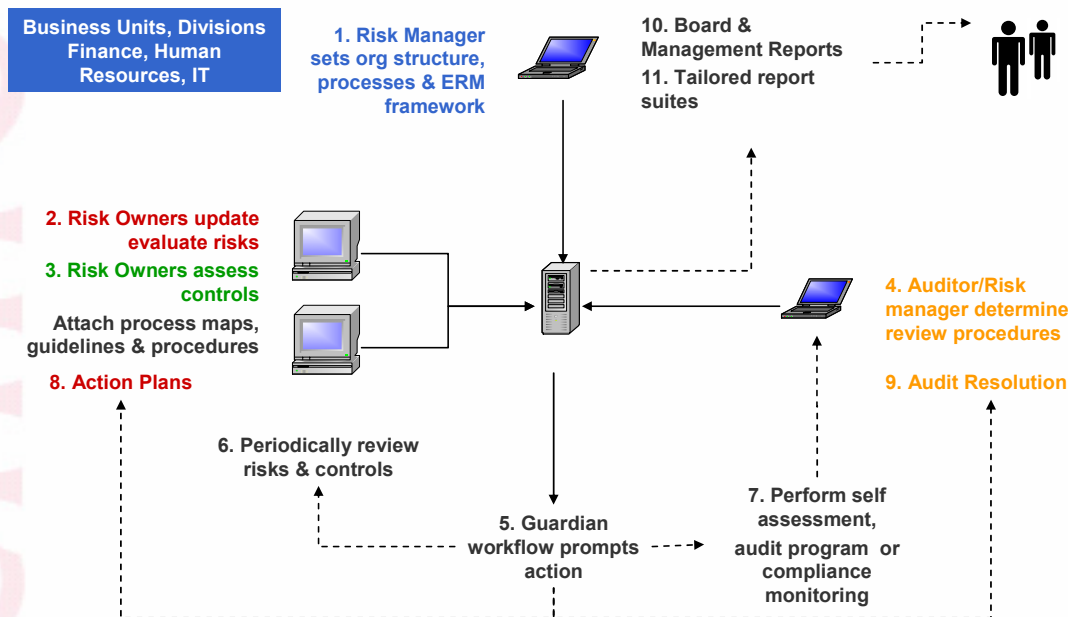 Business Units, Divisions
Finance, Human
Resources, IT
1. Risk Manager
sets org structure,
processes & ERM
framework
10. Board &
Management Reports
11. Tailored report
suites
2. Risk Owners update
evaluate risks
3. Risk Owners assess
controls
Attach process maps,
guidelines & procedures
8. Action Plans
4. Auditor/Risk
manager determine
review procedures
9. Audit Resolution
6. Periodically review
risks & controls
5. Guardian
workflow prompts
action
7. Perform self
assessment,
audit program or
compliance
monitoring